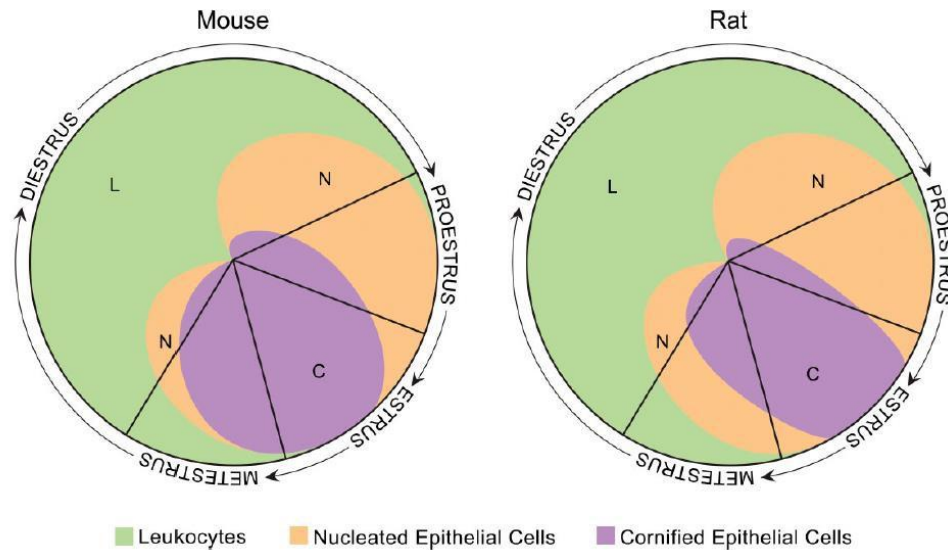 Mouse
DIESTRUS
PROESTRUS
ESTRUS
METESTRUS
L
N
N
C
Rat
DIESTRUS
PROESTRUS
ESTRUS
METESTRUS
L
N
N
C
Leukocytes
Nucleated Epithelial Cells
Cornified Epithelial Cells